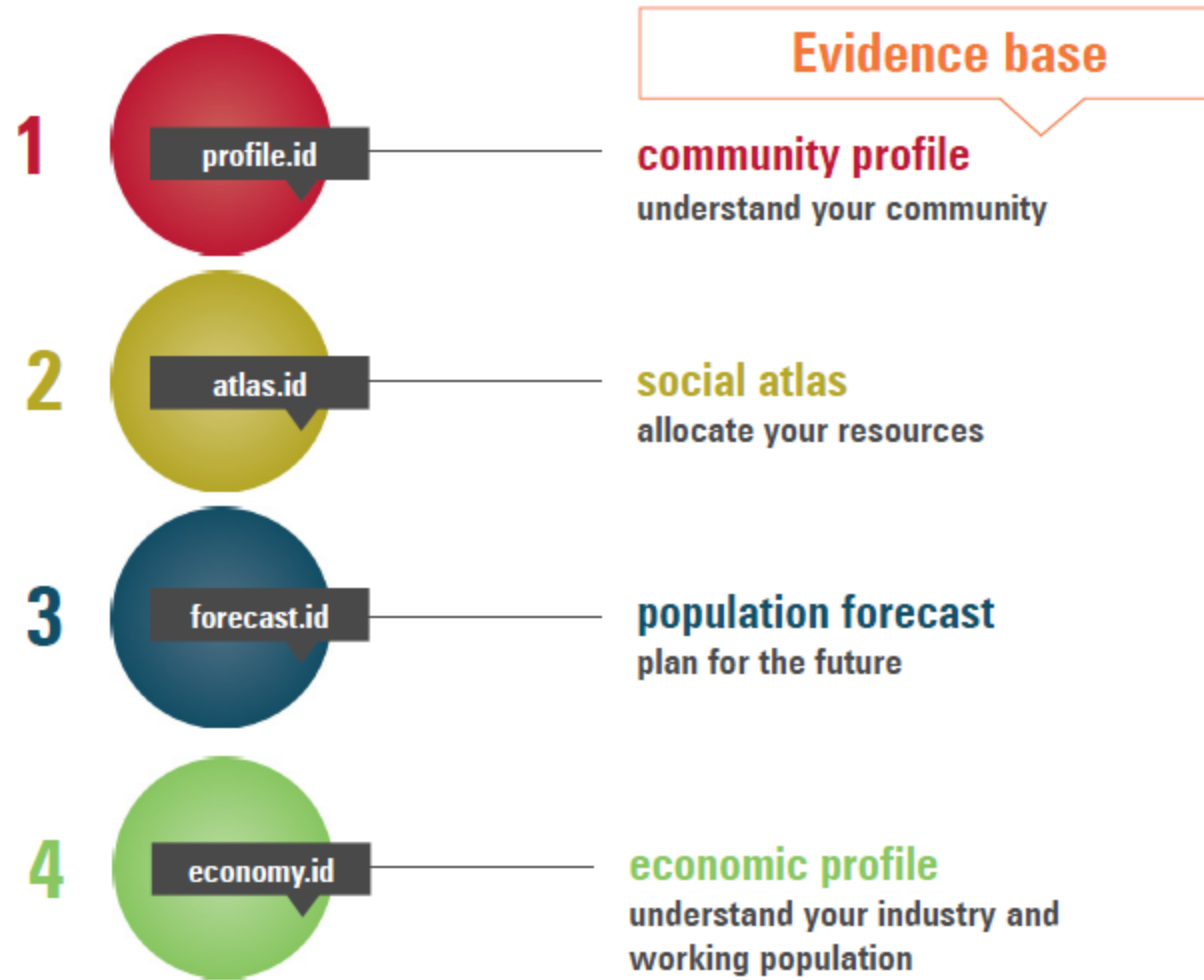 Evidence base
1
profile.id
community profile
understand your community
2
atlas.id
social atlas
allocate your resources
3
forecast.id
population forecast
plan for the future
4
economy.id
economic profile
understand your industry and
working population